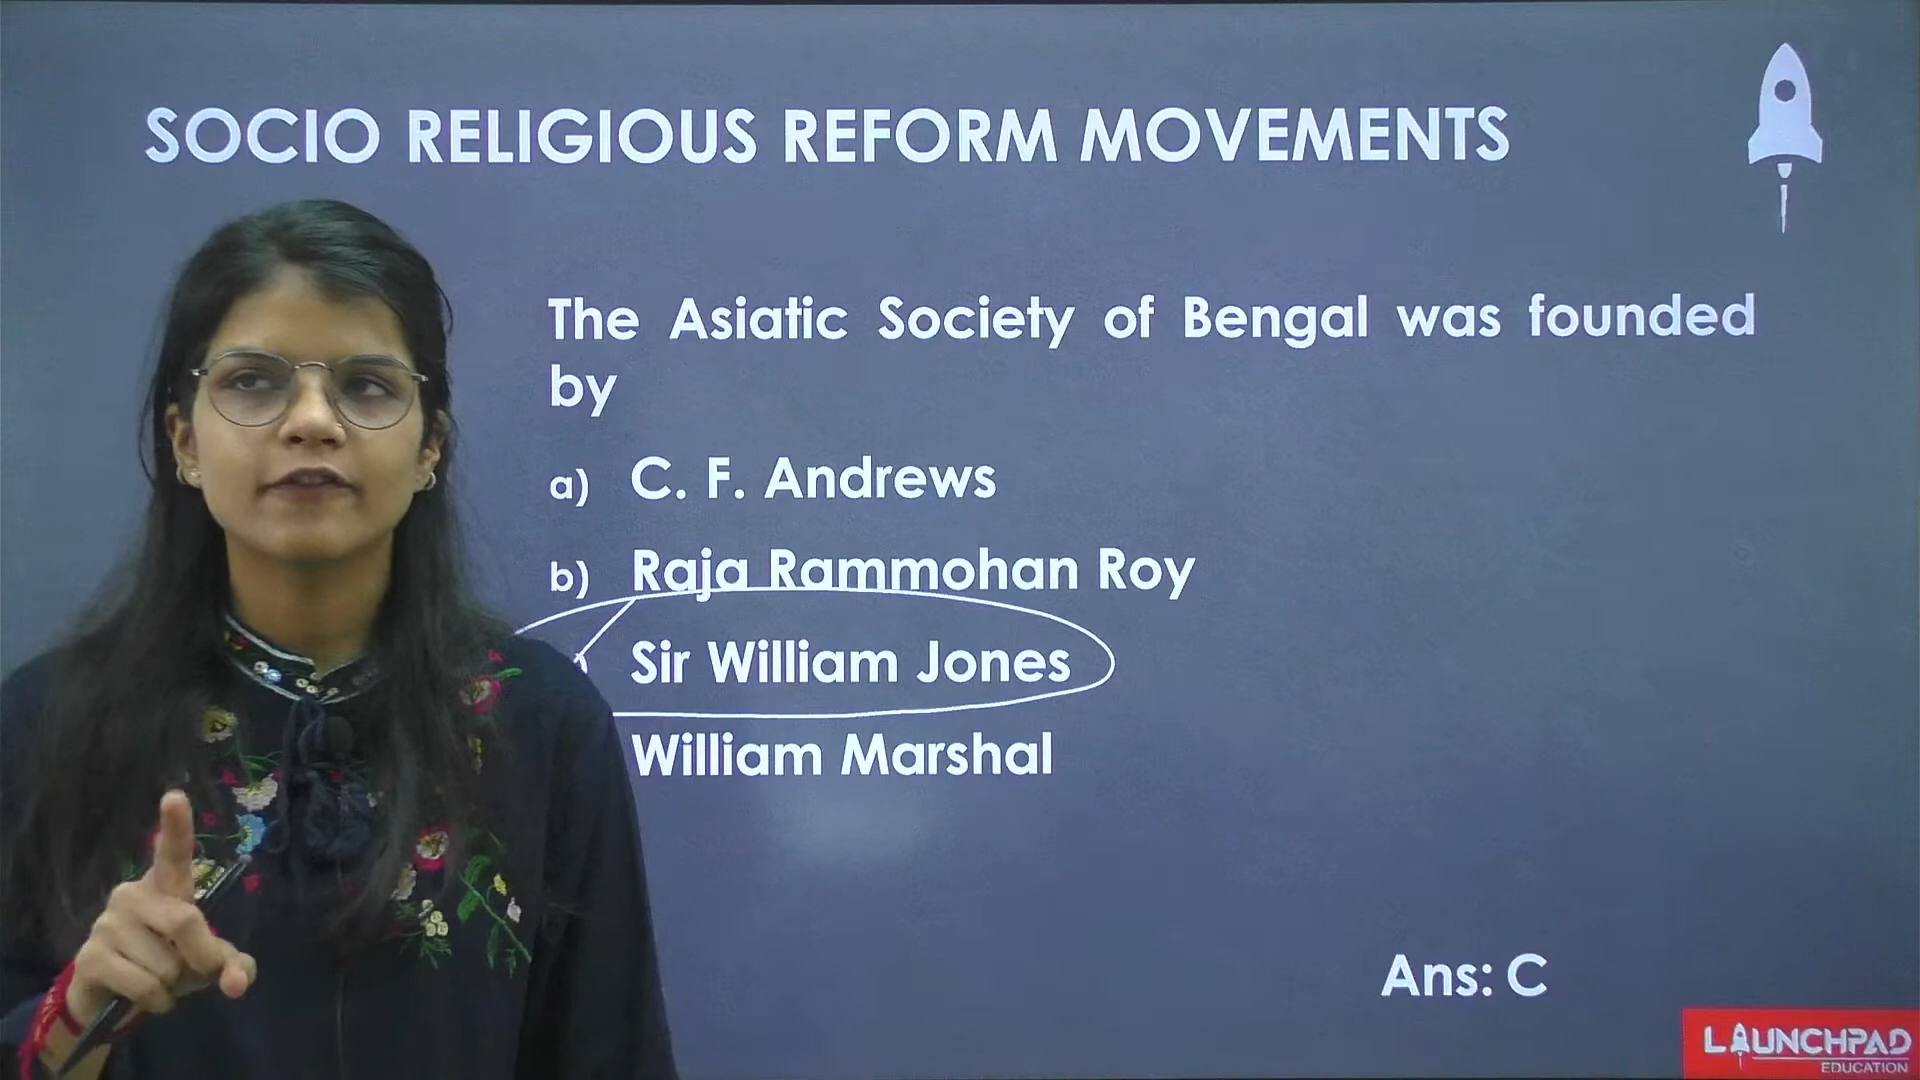 SOCIO RELIGIOUS REFORM MOVEMENTS
The Asiatic Society of Bengal was founded
by
a) C. F. Andrews
b) Raja Rammohan Roy
Sir William Jones
William Marshal
Ans: C
LAUNCHPAD
EDUCATION